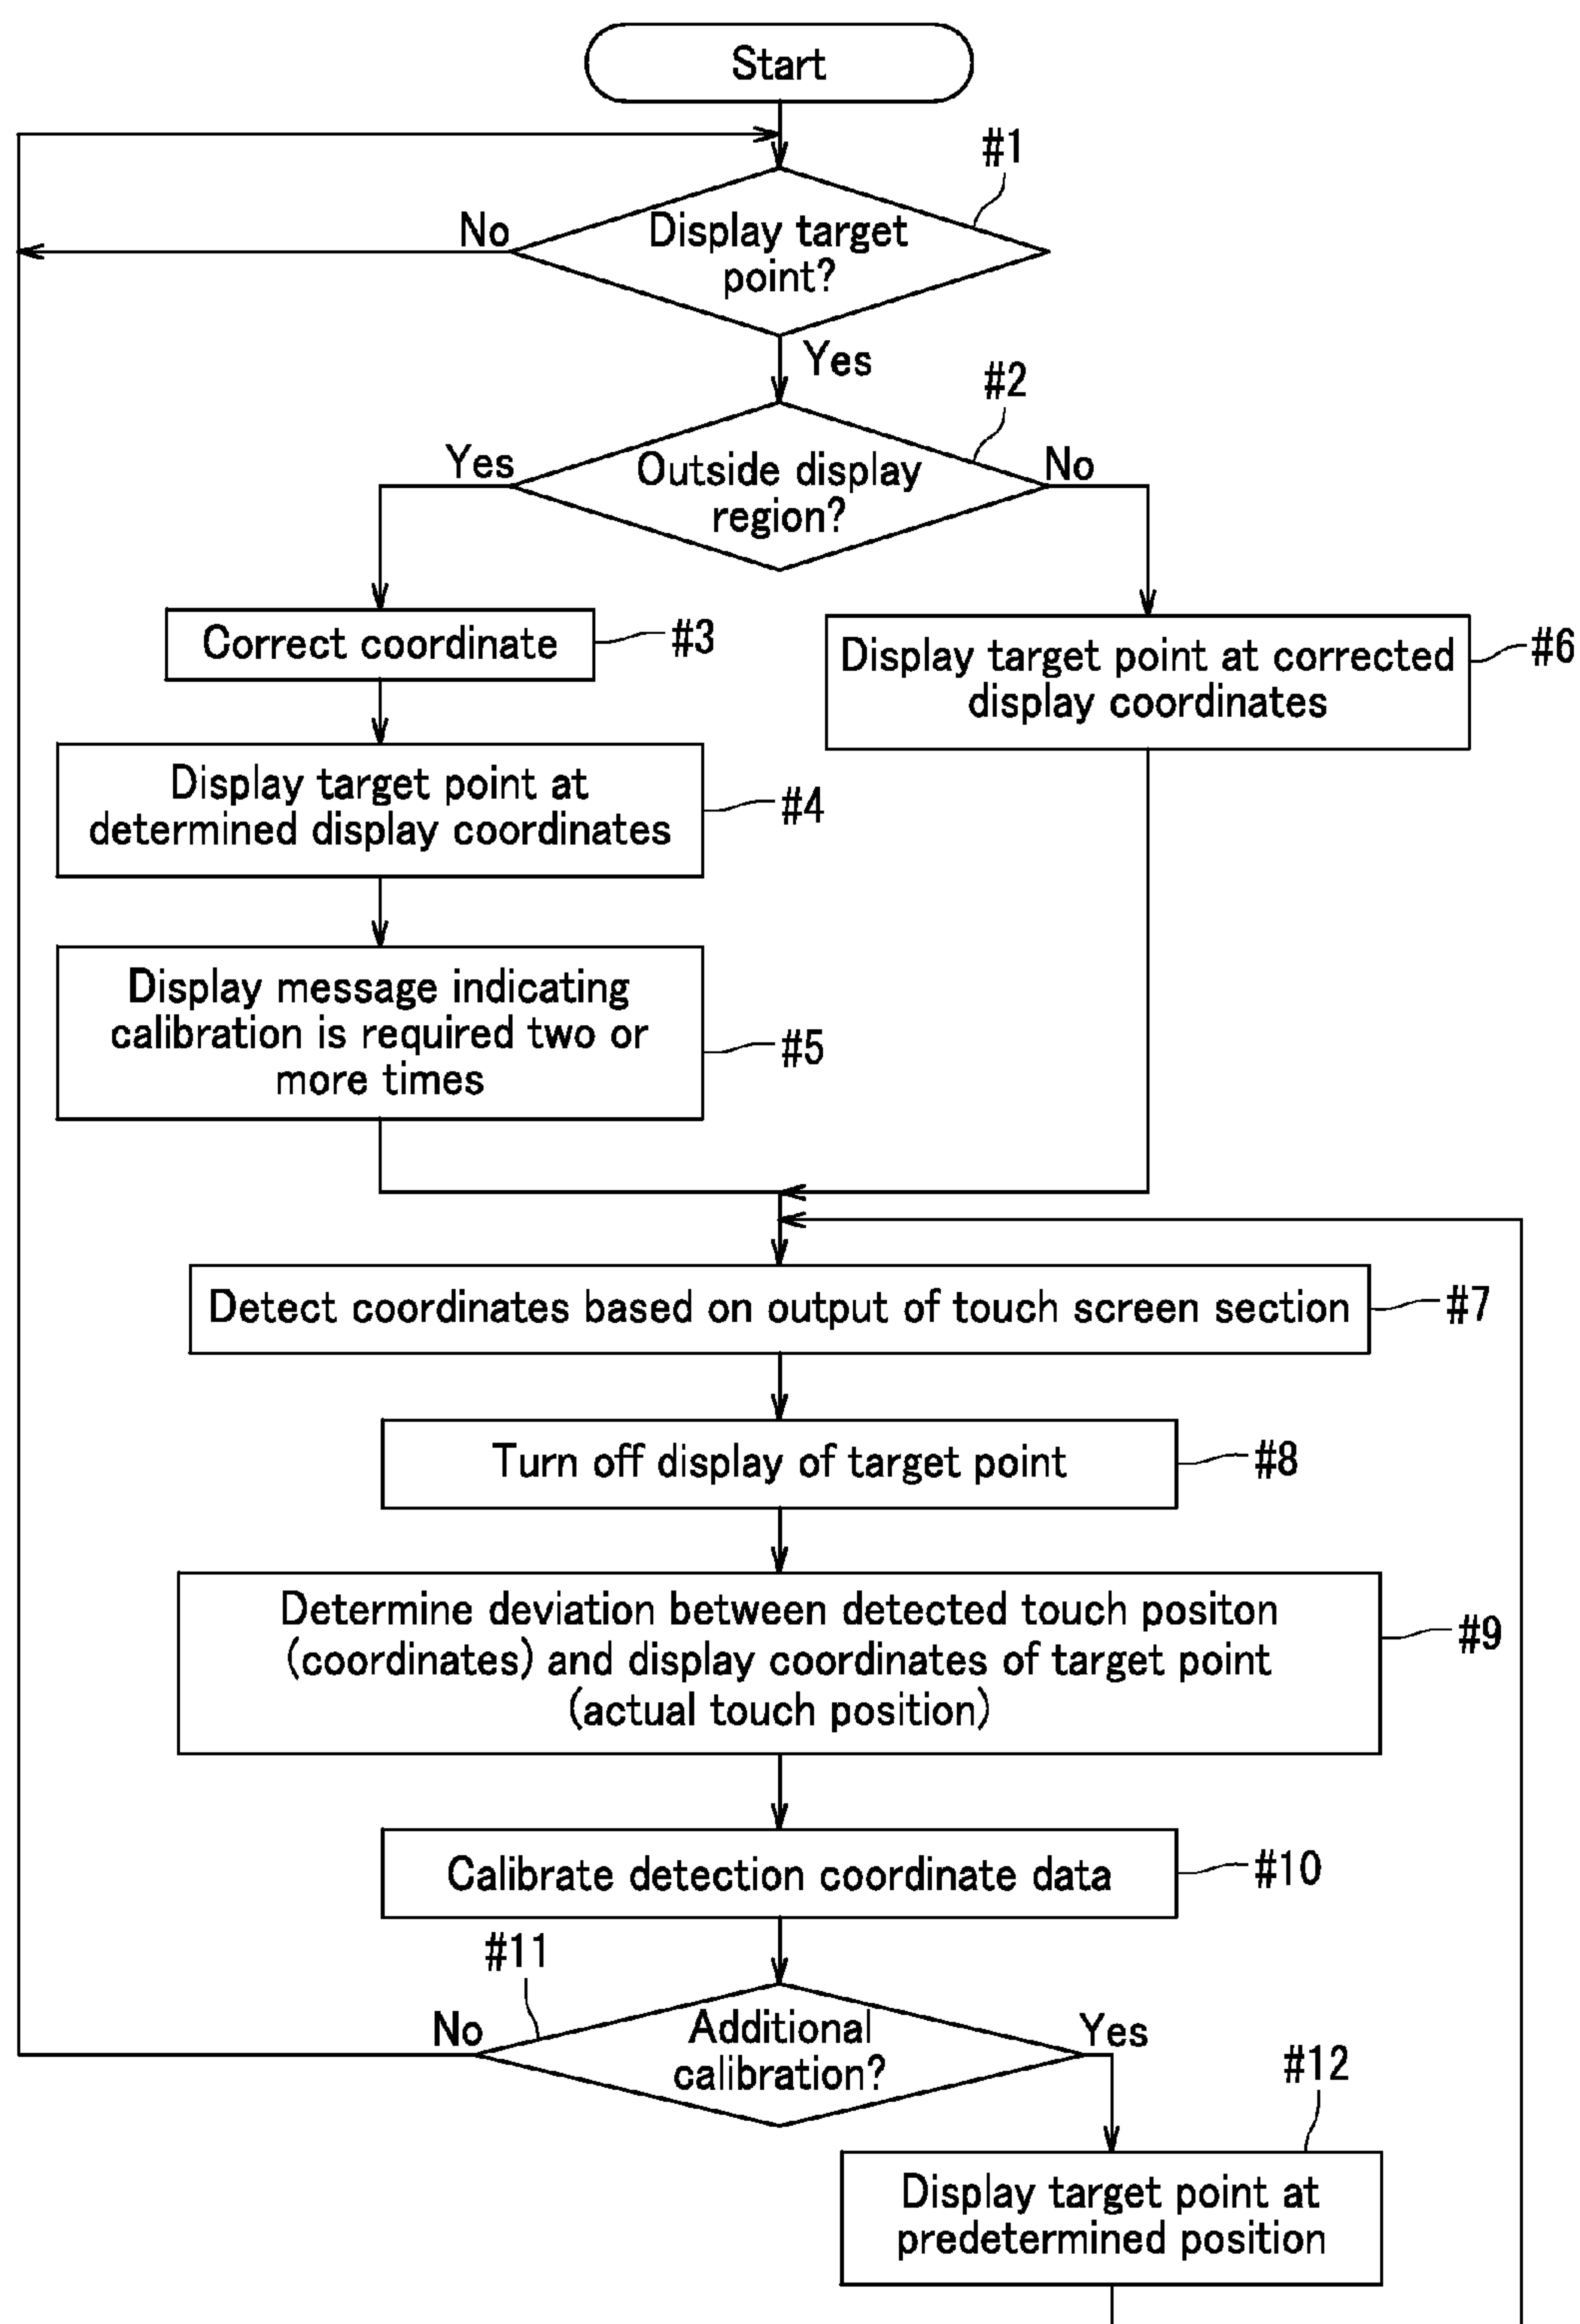 Start
#1
No
Display target
point?
Yes
#2
Yes
Outside display
region?
No
Correct coordinate
#3
Display target point at corrected
display coordinates
#6
Display target point at
determined display coordinates
#4
Display message indicating
calibration is required two or
more times
#5
Detect coordinates based on output of touch screen section
#7
Turn off display of target point
#8
Determine deviation between detected touch positon
(coordinates) and display coordinates of target point
(actual touch position)
#9
Calibrate detection coordinate data
#10
#11
No
Additional
calibration?
Yes
#12
Display target point at
predetermined position